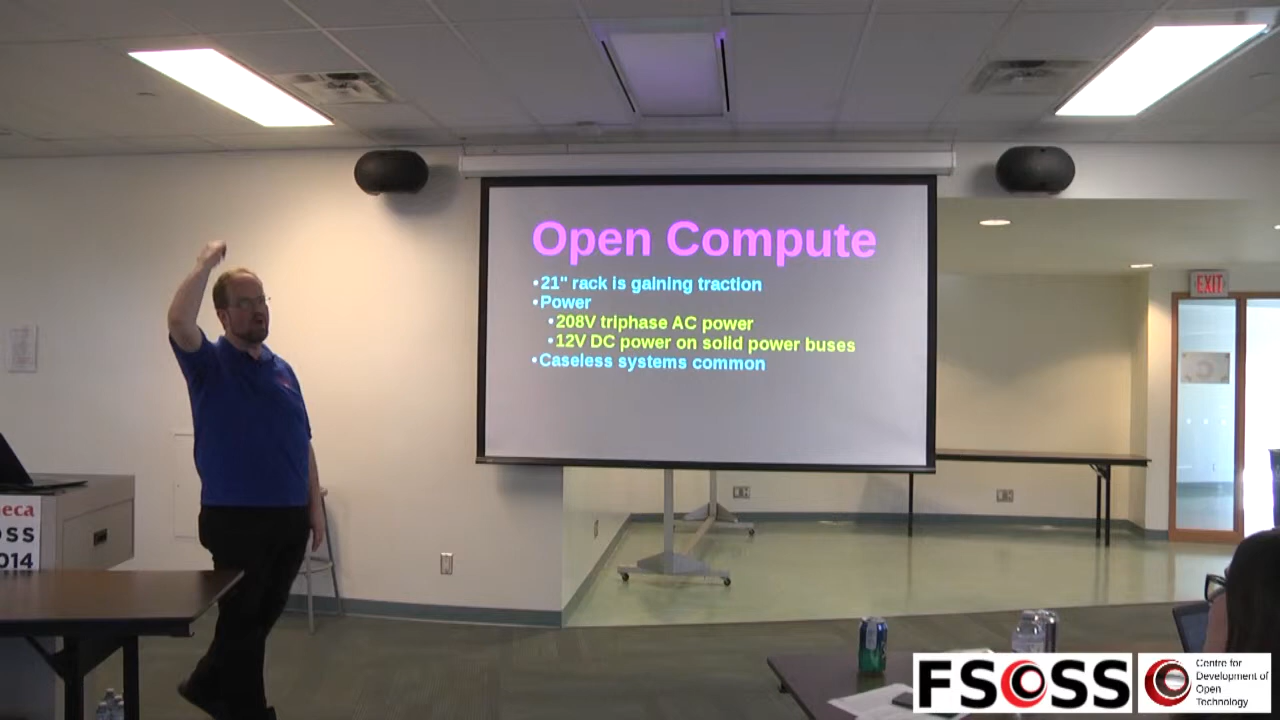 Open Compute
•21" rack is gaining traction
•Power
•208V triphase AC power
•12V DC power on solid power buses
•Caseless systems common
EXIT
eca
OSS
014
FSOSS
Centre for
Development of
Open
Technology